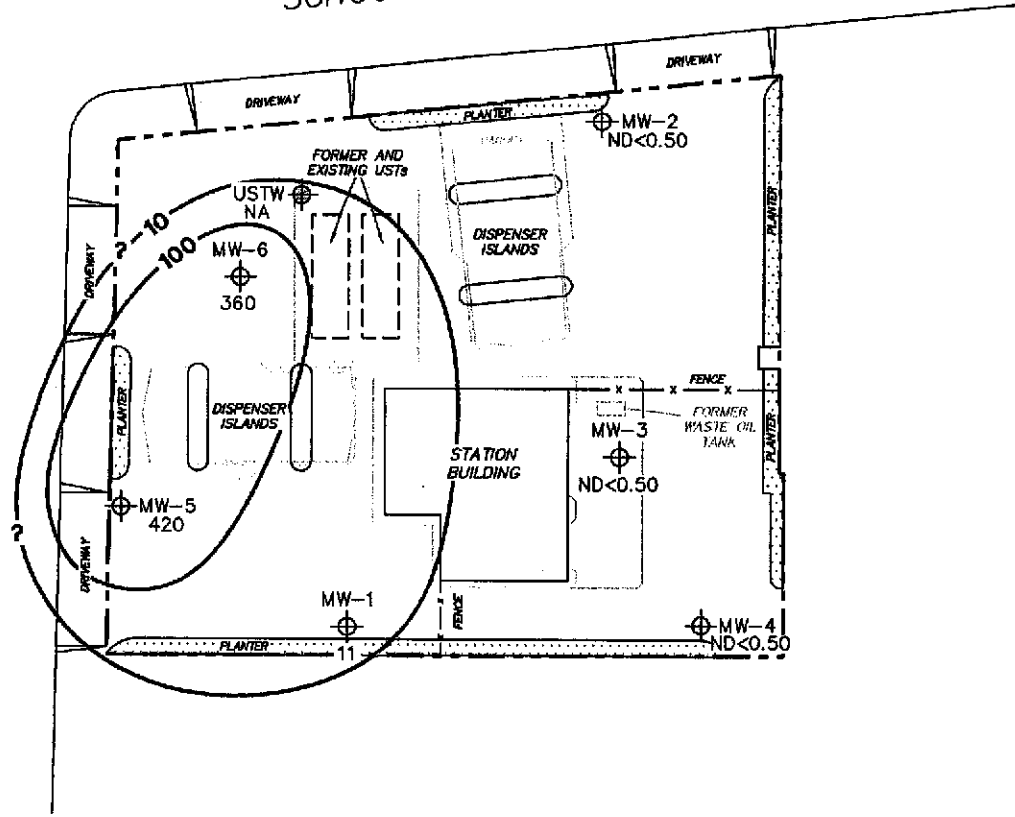 DRIVEWAY
DRIVEWAY
PLANTER
MW-2
ND<0.50
FORMER AND
EXISTING USTs
USTW
NA
DISPENSER
ISLANDS
PLANTER
? 10
100
MW-6
360
DRIVEWAY
PLANTER
DISPENSER
ISLANDS
FENCE
x x x
FORMER
WASTE OIL
TANK
MW-3
ND<0.50
PLANTER
STATION
BUILDING
MW-5
420
?
DRIVEWAY
MW-1
11
FENCE
PLANTER
MW-4
ND<0.50